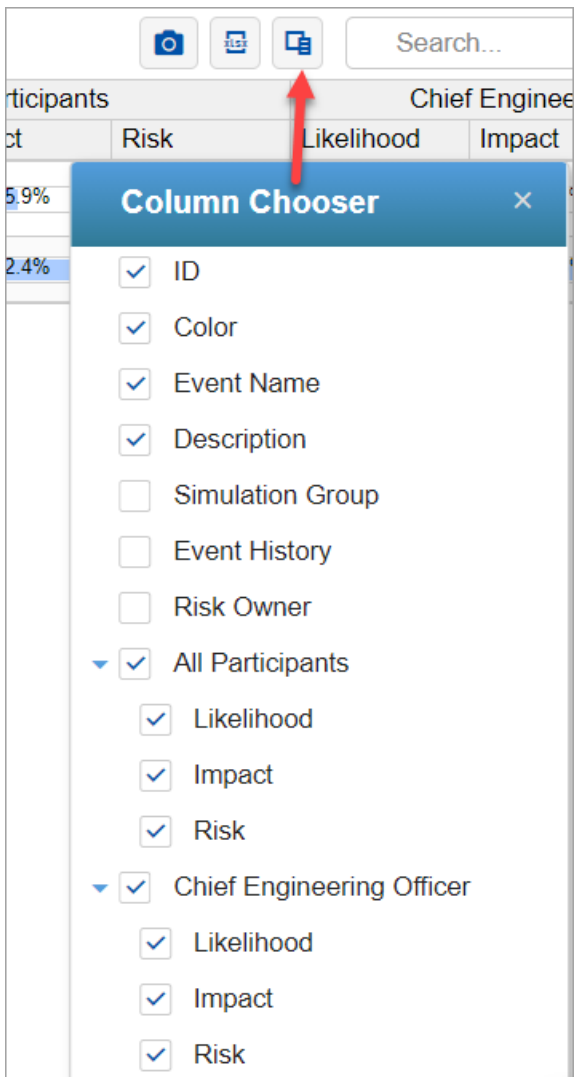 XLSX
Search...
rticipants
Chief Enginee
ct
Risk
Likelihood
Impact
5.9%
Column Chooser
2.4%
ID
Color
Event Name
Description
Simulation Group
Event History
Risk Owner
All Participants
Likelihood
Impact
Risk
Chief Engineering Officer
Likelihood
Impact
Risk